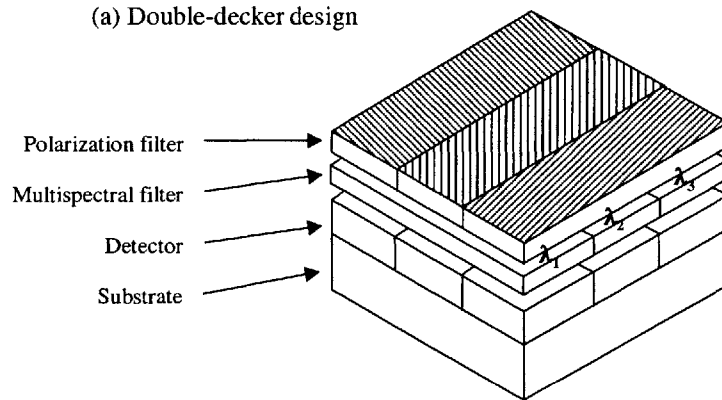 (a) Double-decker design
Polarization filter
Multispectral filter
Detector
Substrate
λ₁
λ₂
λ₃